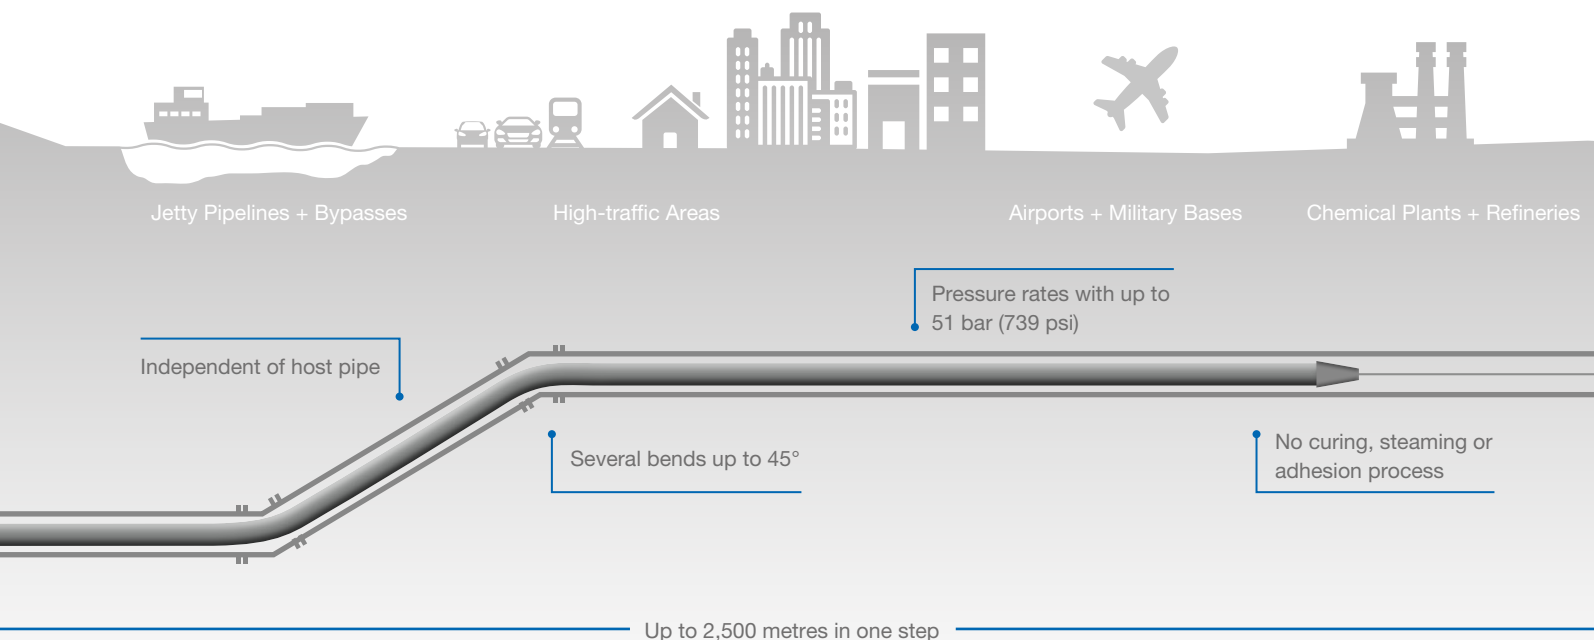 Jetty Pipelines + Bypasses
High-traffic Areas
Airports + Military Bases
Chemical Plants + Refineries
Pressure rates with up to
51 bar (739 psi)
Independent of host pipe
Several bends up to 45°
No curing, steaming or
adhesion process
Up to 2,500 metres in one step